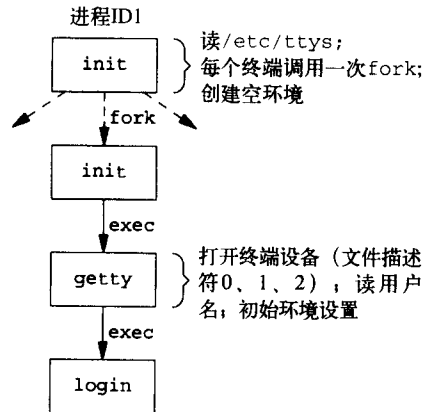 进程ID1
init
读/etc/ttys;
每个终端调用一次fork;
创建空环境
fork
init
exec
getty
打开终端设备（文件描述
符0、1、2）；读用户
名；初始环境设置
exec
login